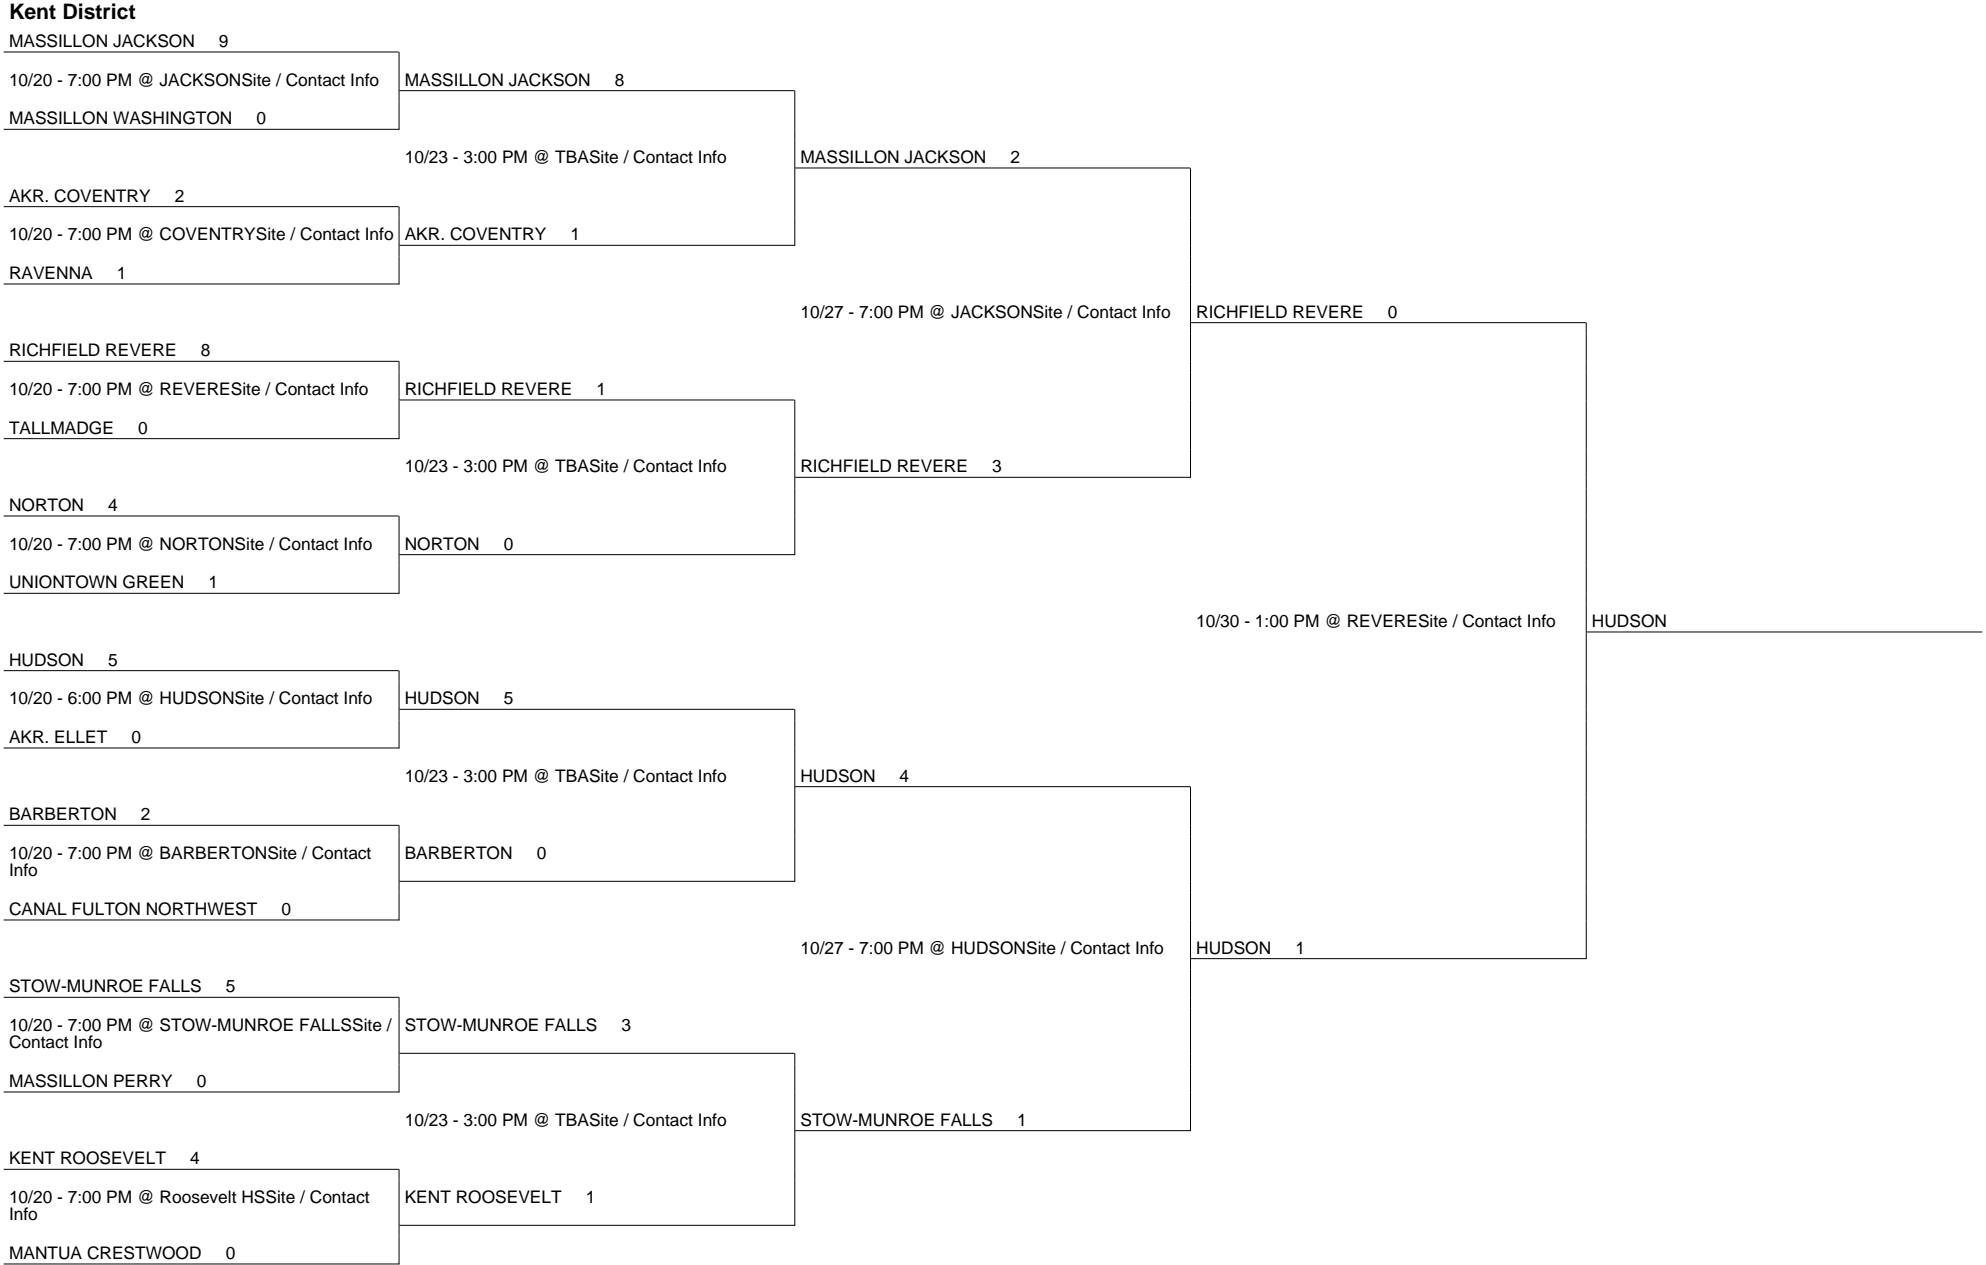 Kent District
MASSILLON JACKSON 9
10/20 - 7:00 PM @ JACKSONSite / Contact Info
MASSILLON WASHINGTON 0
AKR. COVENTRY 2
10/20 - 7:00 PM @ COVENTRYSite / Contact Info
RAVENNA 1
RICHFIELD REVERE 8
10/20 - 7:00 PM @ REVERESite / Contact Info
TALLMADGE 0
NORTON 4
10/20 - 7:00 PM @ NORTONSite / Contact Info
UNIONTOWN GREEN 1
HUDSON 5
10/20 - 6:00 PM @ HUDSONSite / Contact Info
AKR. ELLET 0
BARBERTON 2
10/20 - 7:00 PM @ BARBERTONSite / Contact
Info
CANAL FULTON NORTHWEST 0
STOW-MUNROE FALLS 5
10/20 - 7:00 PM @ STOW-MUNROE FALLSSite /
Contact Info
MASSILLON PERRY 0
KENT ROOSEVELT 4
10/20 - 7:00 PM @ Roosevelt HSSite / Contact
Info
MANTUA CRESTWOOD 0
MASSILLON JACKSON 8
10/23 - 3:00 PM @ TBASite / Contact Info
AKR. COVENTRY 1
RICHFIELD REVERE 1
10/23 - 3:00 PM @ TBASite / Contact Info
NORTON 0
HUDSON 5
10/23 - 3:00 PM @ TBASite / Contact Info
BARBERTON 0
STOW-MUNROE FALLS 3
10/23 - 3:00 PM @ TBASite / Contact Info
KENT ROOSEVELT 1
MASSILLON JACKSON 2
10/27 - 7:00 PM @ JACKSONSite / Contact Info
RICHFIELD REVERE 3
HUDSON 4
10/27 - 7:00 PM @ HUDSONSite / Contact Info
STOW-MUNROE FALLS 1
RICHFIELD REVERE 0
10/30 - 1:00 PM @ REVERESite / Contact Info
HUDSON 1
HUDSON